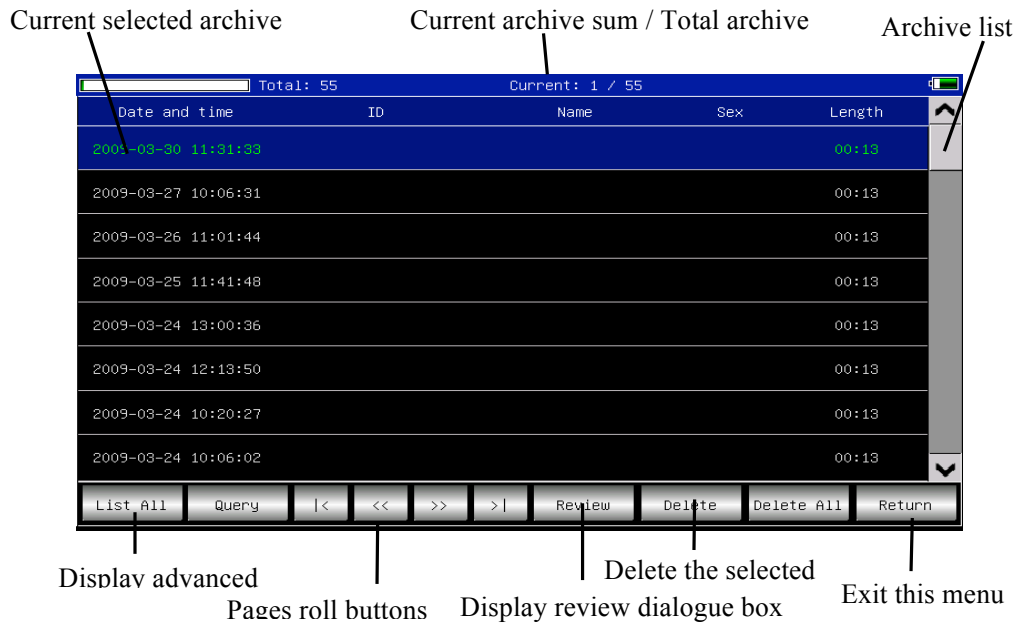 Current selected archive
Current archive sum / Total archive
Archive list
Total: 55 Current: 1 / 55
Date and time ID Name Sex Length
2009-03-30 11:31:33 00:13
2009-03-27 10:06:31 00:13
2009-03-26 11:01:44 00:13
2009-03-25 11:41:48 00:13
2009-03-24 13:00:36 00:13
2009-03-24 12:13:50 00:13
2009-03-24 10:20:27 00:13
2009-03-24 10:06:02 00:13
List All Query |< << >> >| Review Delete Delete All Return
Display advanced
Pages roll buttons
Display review dialogue box
Delete the selected
Exit this menu